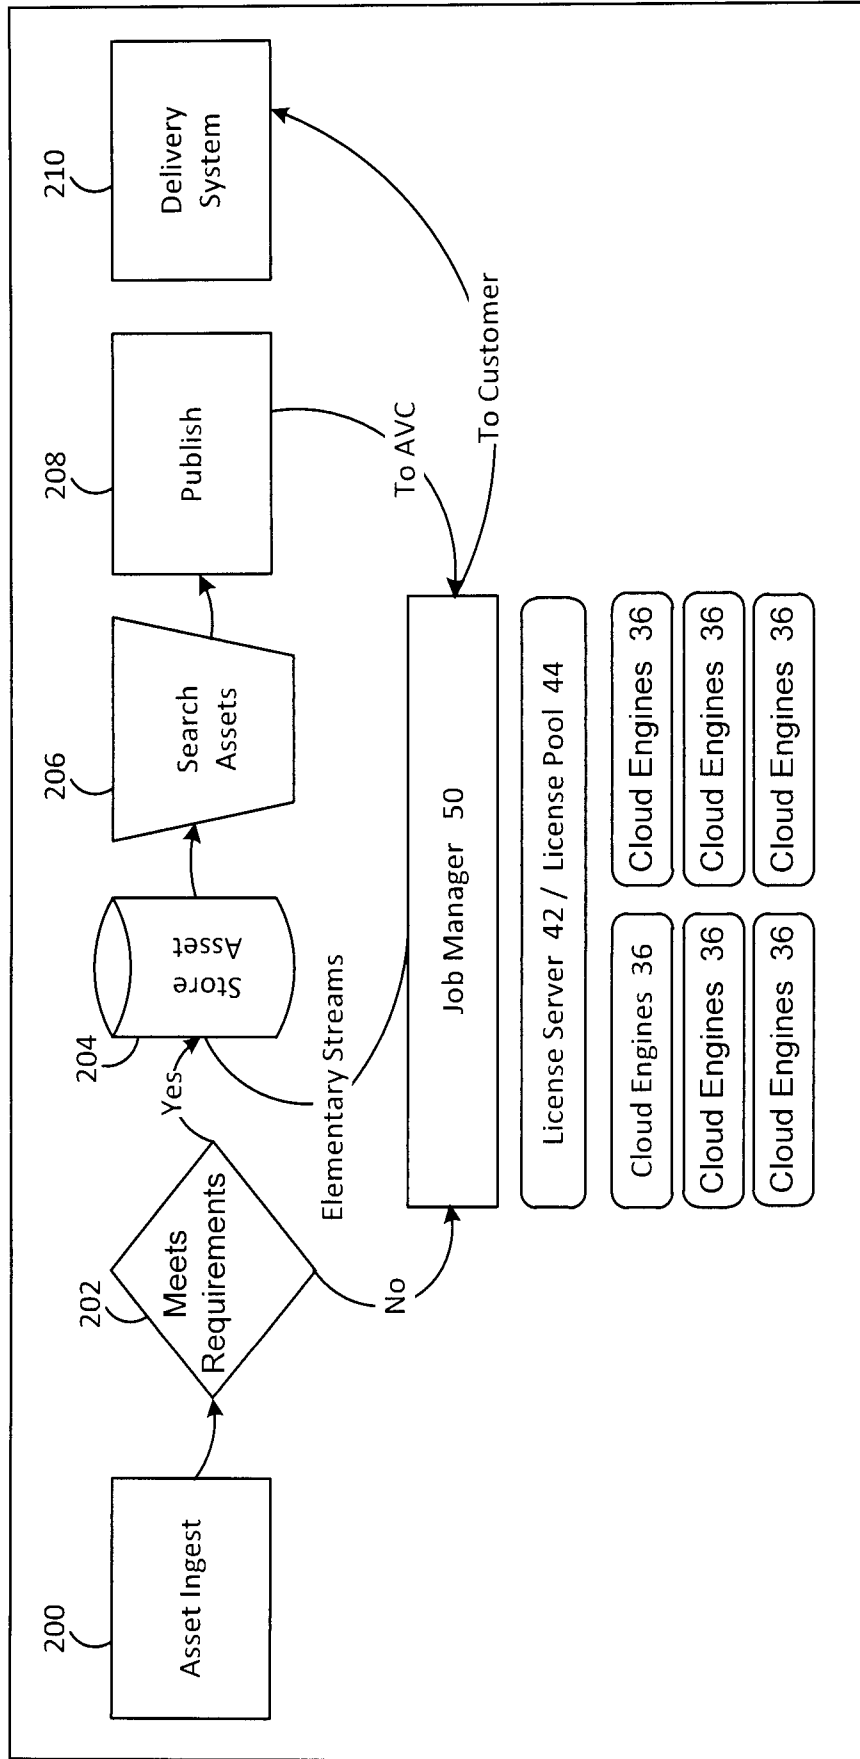 200
Asset Ingest
202
Meets
Requirements
Yes
No
204
Store
Asset
Elementary Streams
206
Search
Assets
208
Publish
To AVC
210
Delivery
System
To Customer
Job Manager 50
License Server 42 / License Pool 44
Cloud Engines 36
Cloud Engines 36
Cloud Engines 36
Cloud Engines 36
Cloud Engines 36
Cloud Engines 36